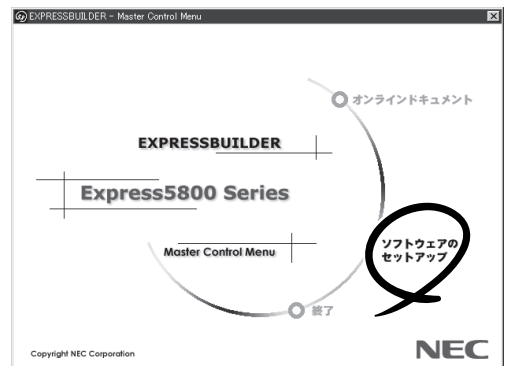 EXPRESSBUILDER - Master Control Menu
オンラインドキュメント
EXPRESSBUILDER
Express5800 Series
Master Control Menu
ソフトウェアの
セットアップ
終了
Copyright NEC Corporation
NEC